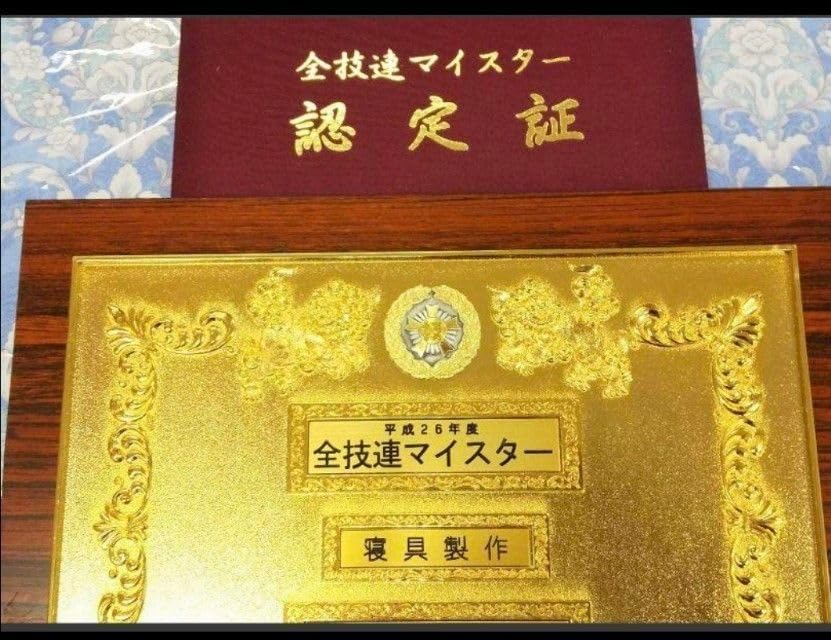 全技連マイスター
認定証
平成26年度
全技連マイスター
寝具製作